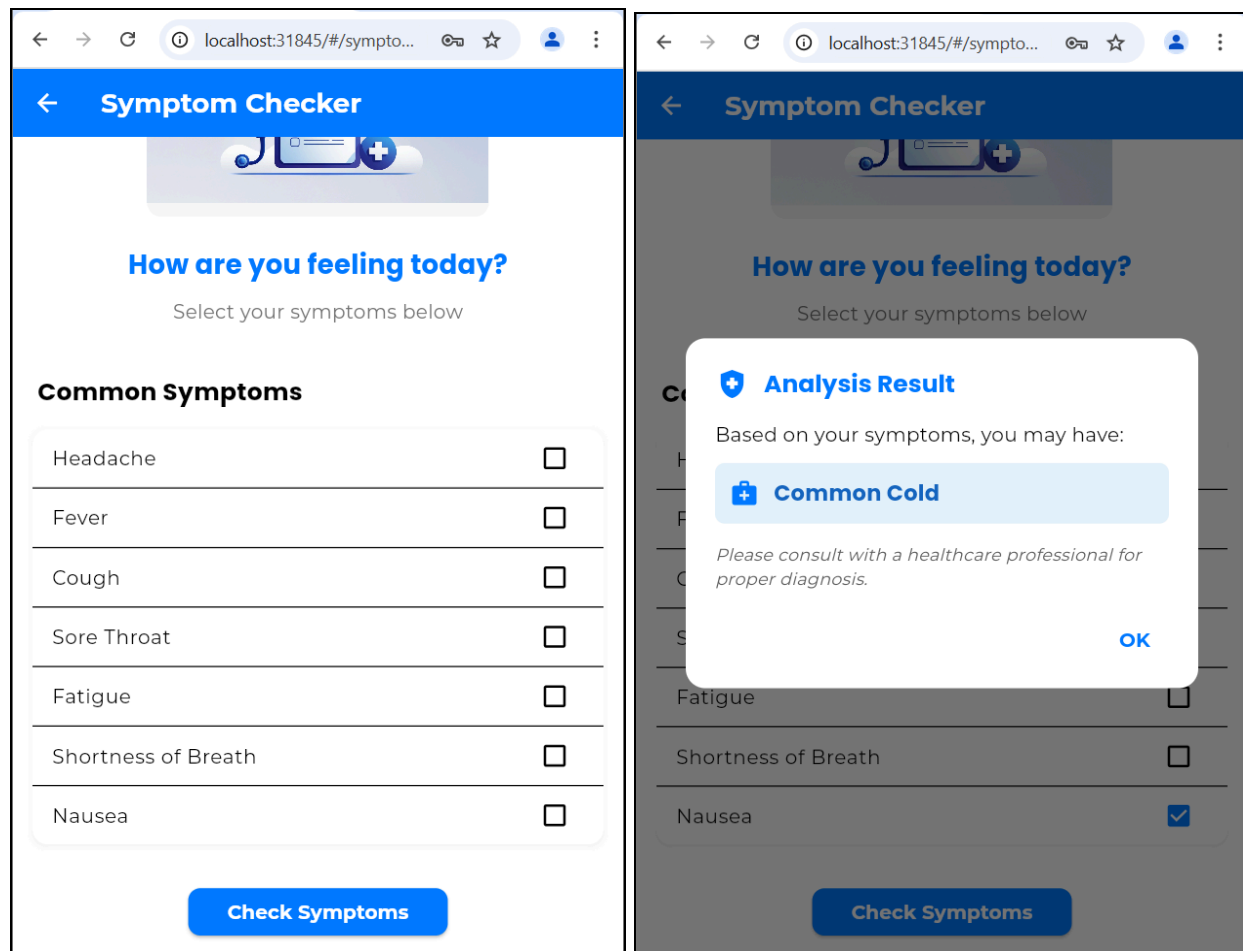 localhost:31845/#/sympto...
Symptom Checker
How are you feeling today?
Select your symptoms below
Common Symptoms
Headache
Fever
Cough
Sore Throat
Fatigue
Shortness of Breath
Nausea
Check Symptoms
localhost:31845/#/sympto...
Symptom Checker
How are you feeling today?
Select your symptoms below
Analysis Result
Based on your symptoms, you may have:
Common Cold
Please consult with a healthcare professional for
proper diagnosis.
OK
Fatigue
Shortness of Breath
Nausea
Check Symptoms